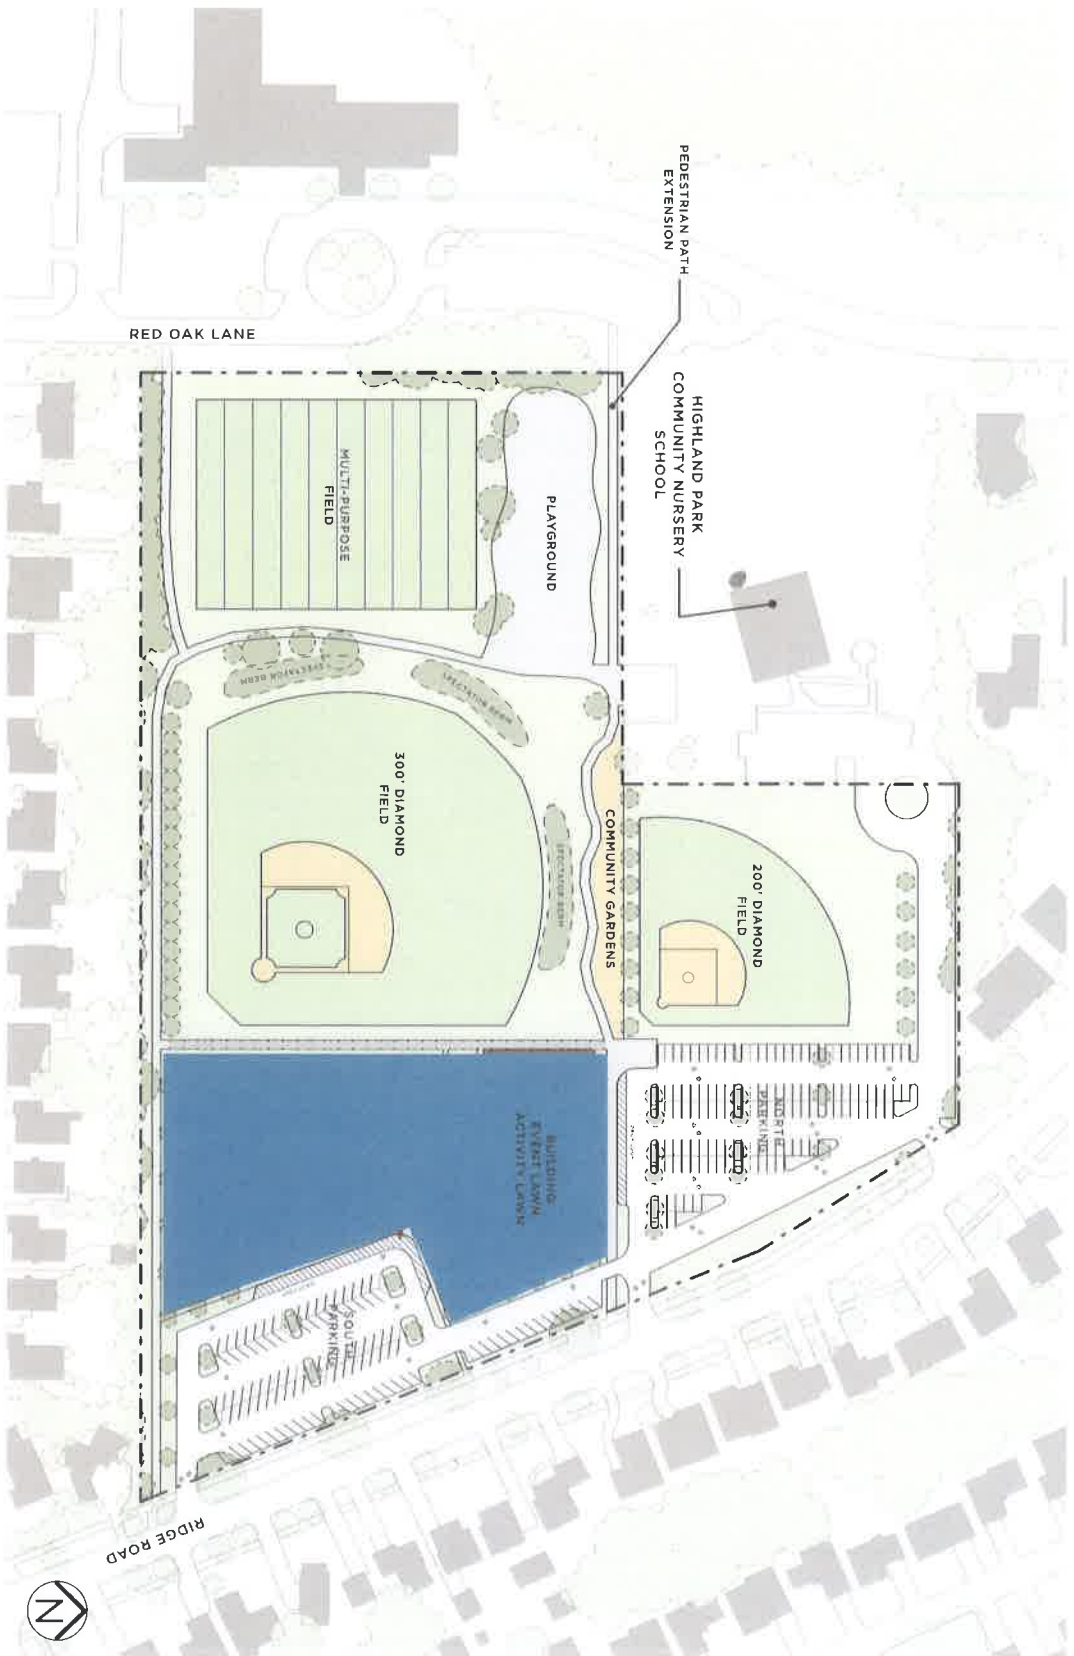 RED OAK LANE
PEDESTRIAN PATH
EXTENSION
HIGHLAND PARK
COMMUNITY NURSERY
SCHOOL
PLAYGROUND
MULTI-PURPOSE
FIELD
SPECTATOR BERM
300' DIAMOND
FIELD
SPECTATOR BERM
COMMUNITY GARDENS
200' DIAMOND
FIELD
NORTH
PARKING
BUILDING
EVENT LAWN
ACTIVITY LAWN
SOUTH
PARKING
RIDGE ROAD
N